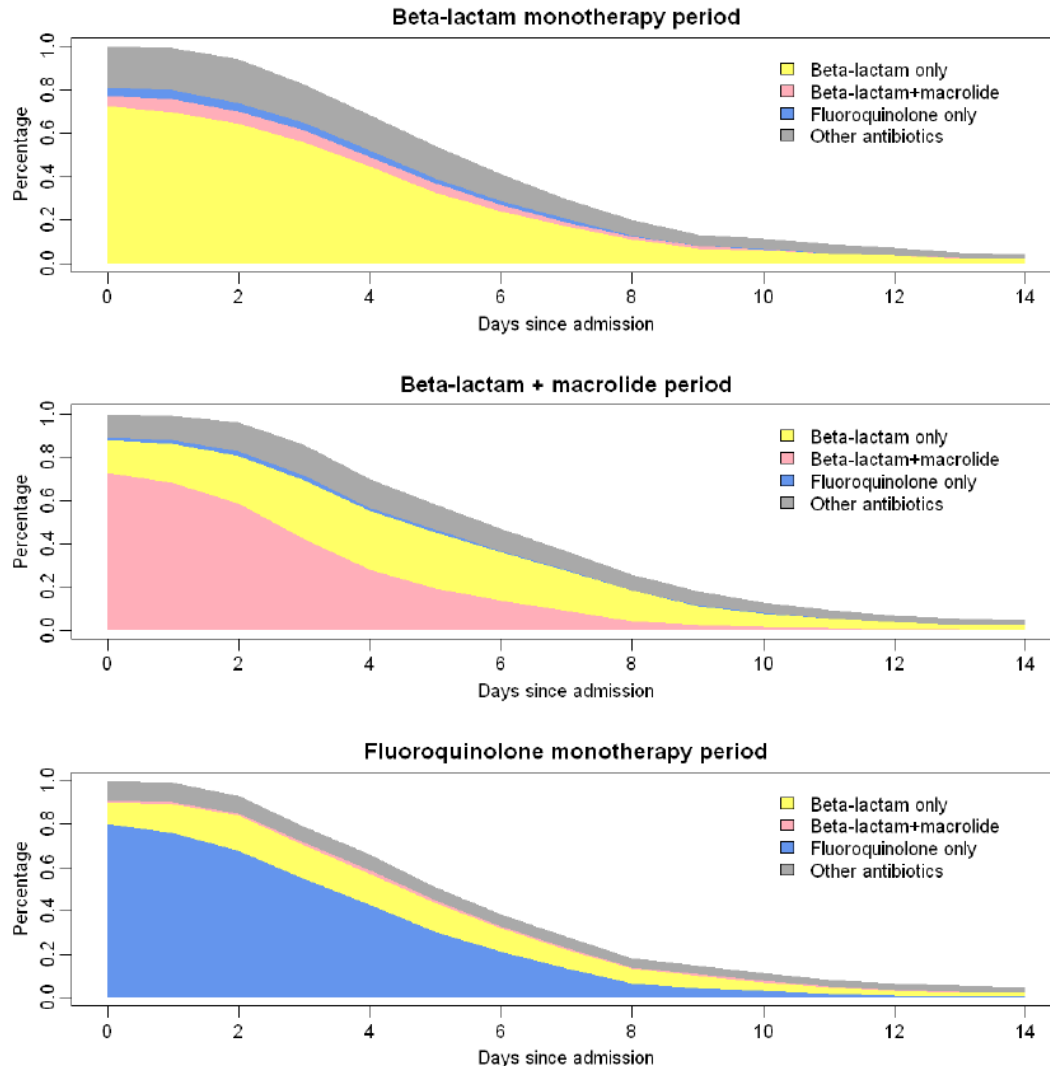 Beta-lactam monotherapy period
Percentage
0.0 0.2 0.4 0.6 0.8 1.0
Beta-lactam only
Beta-lactam+macrolide
Fluoroquinolone only
Other antibiotics
0 2 4 6 8 10 12 14
Days since admission
Beta-lactam + macrolide period
Percentage
0.0 0.2 0.4 0.6 0.8 1.0
Beta-lactam only
Beta-lactam+macrolide
Fluoroquinolone only
Other antibiotics
0 2 4 6 8 10 12 14
Days since admission
Fluoroquinolone monotherapy period
Percentage
0.0 0.2 0.4 0.6 0.8 1.0
Beta-lactam only
Beta-lactam+macrolide
Fluoroquinolone only
Other antibiotics
0 2 4 6 8 10 12 14
Days since admission